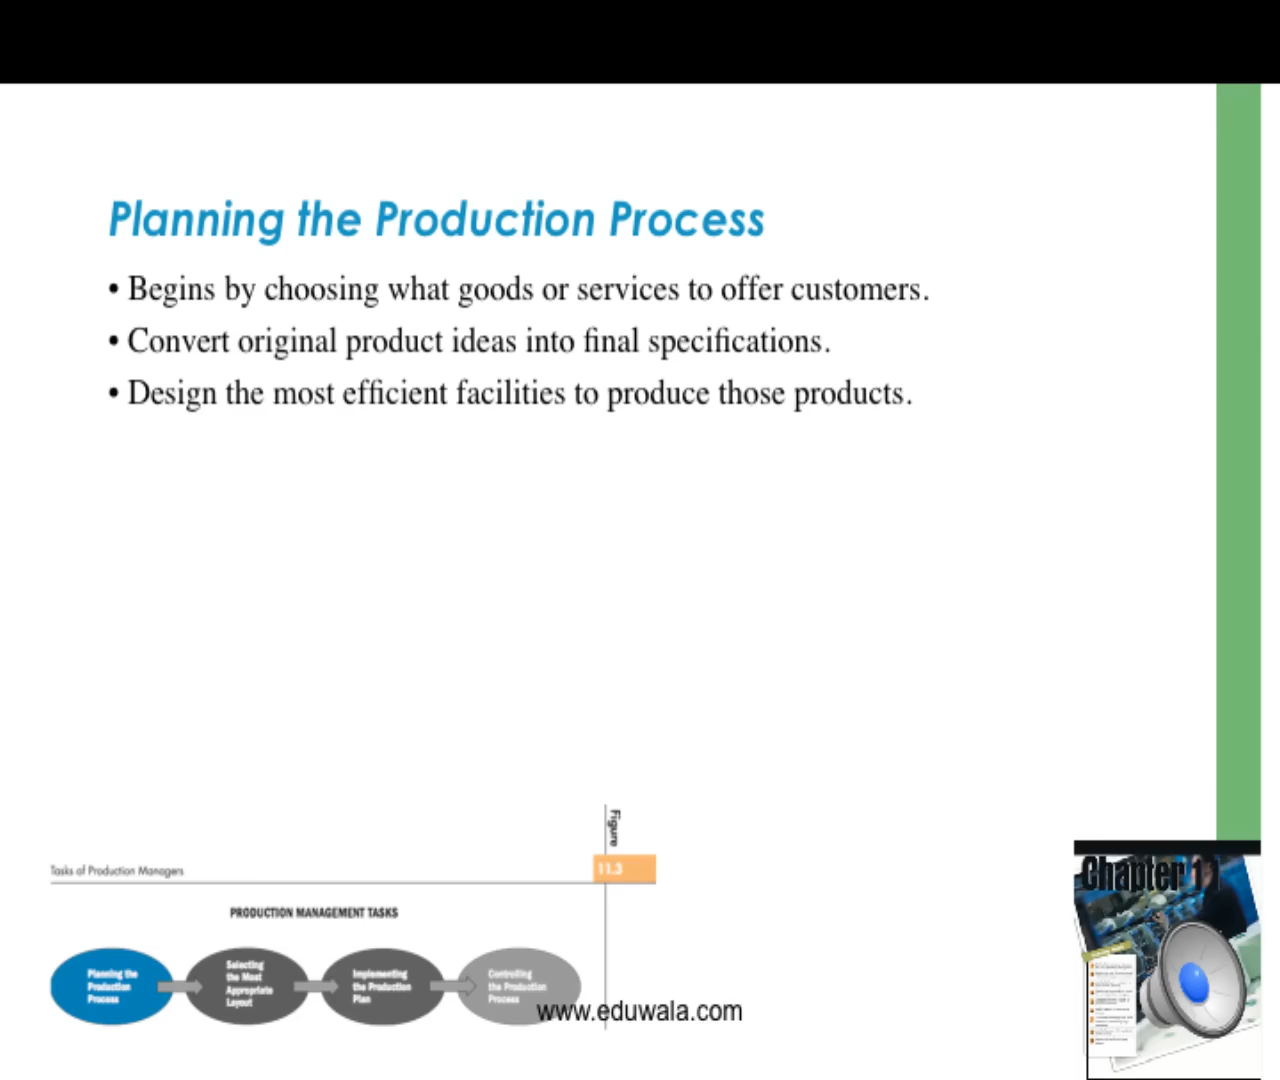 Planning the Production Process
• Begins by choosing what goods or services to offer customers.
• Convert original product ideas into final specifications.
• Design the most efficient facilities to produce those products.
Figure
Tasks of Production Managers
11.3
PRODUCTION MANAGEMENT TASKS
Planning the
Production
Process
Selecting
the Most
Appropriate
Layout
Implementing
the Production
Plan
Controlling
the Production
Process
www.eduwala.com
Chapter 11